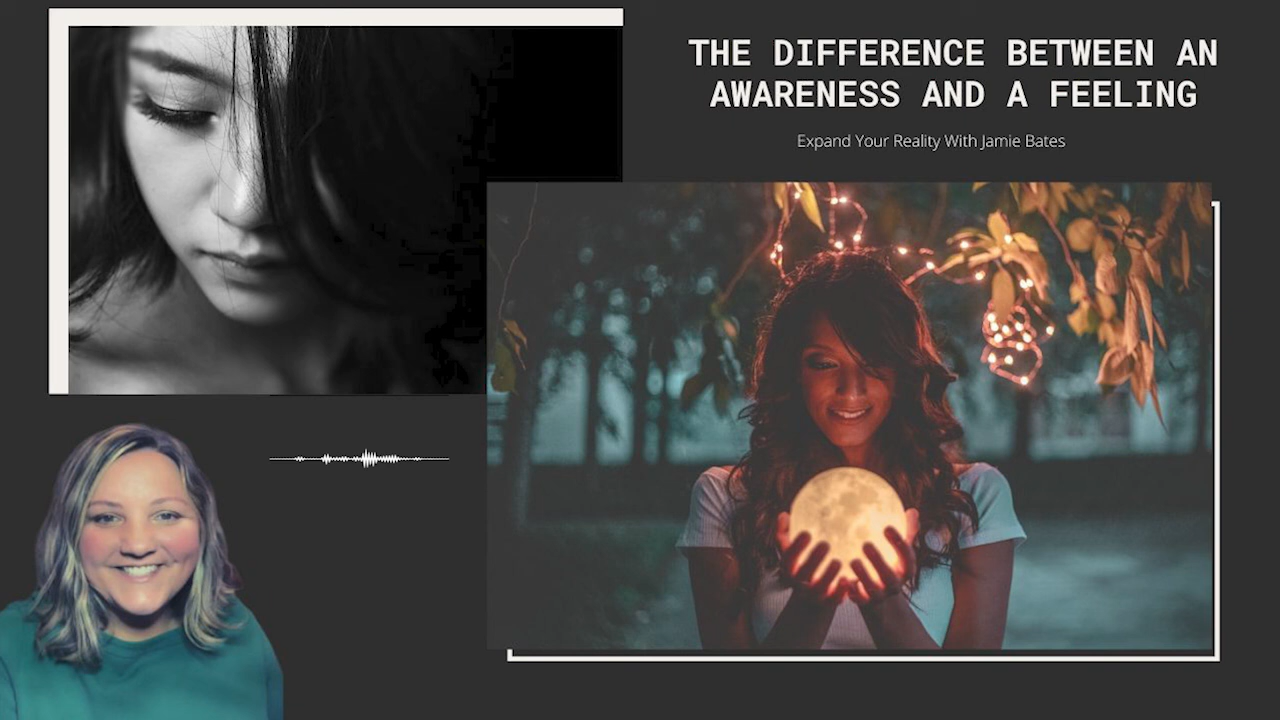 THE DIFFERENCE BETWEEN AN
AWARENESS AND A FEELING
Expand Your Reality With Jamie Bates